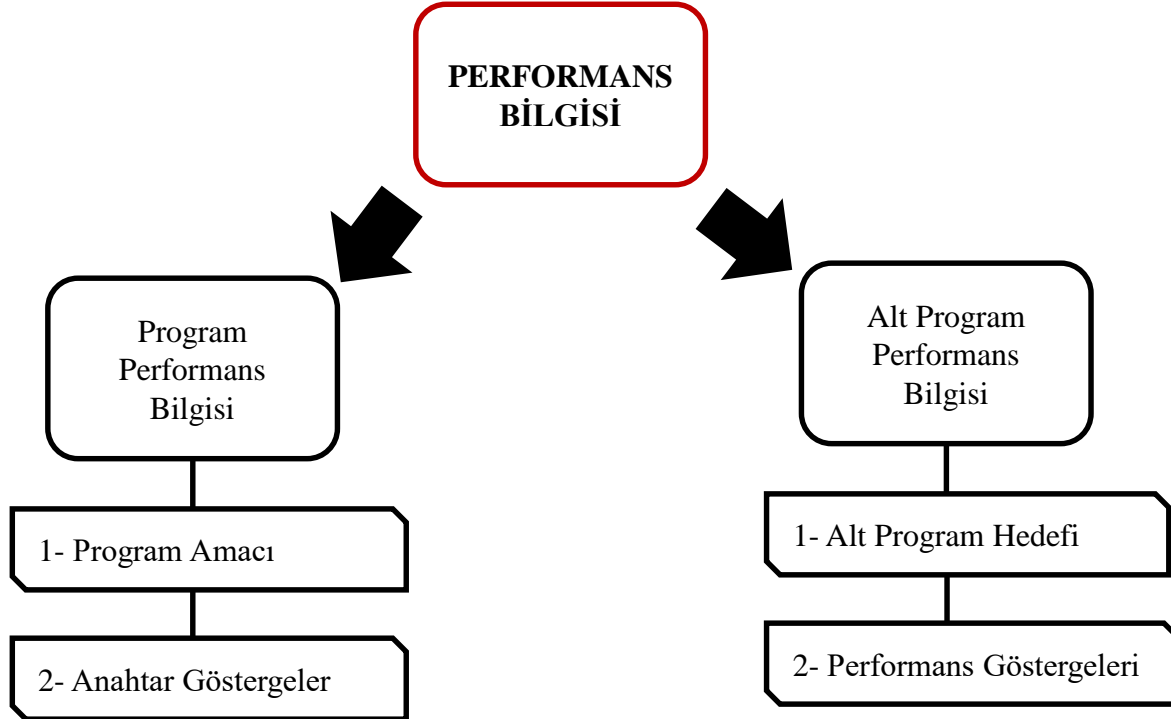 PERFORMANS
BİLGİSİ
Program
Performans
Bilgisi
1- Program Amacı
2- Anahtar Göstergeler
Alt Program
Performans
Bilgisi
1- Alt Program Hedefi
2- Performans Göstergeleri